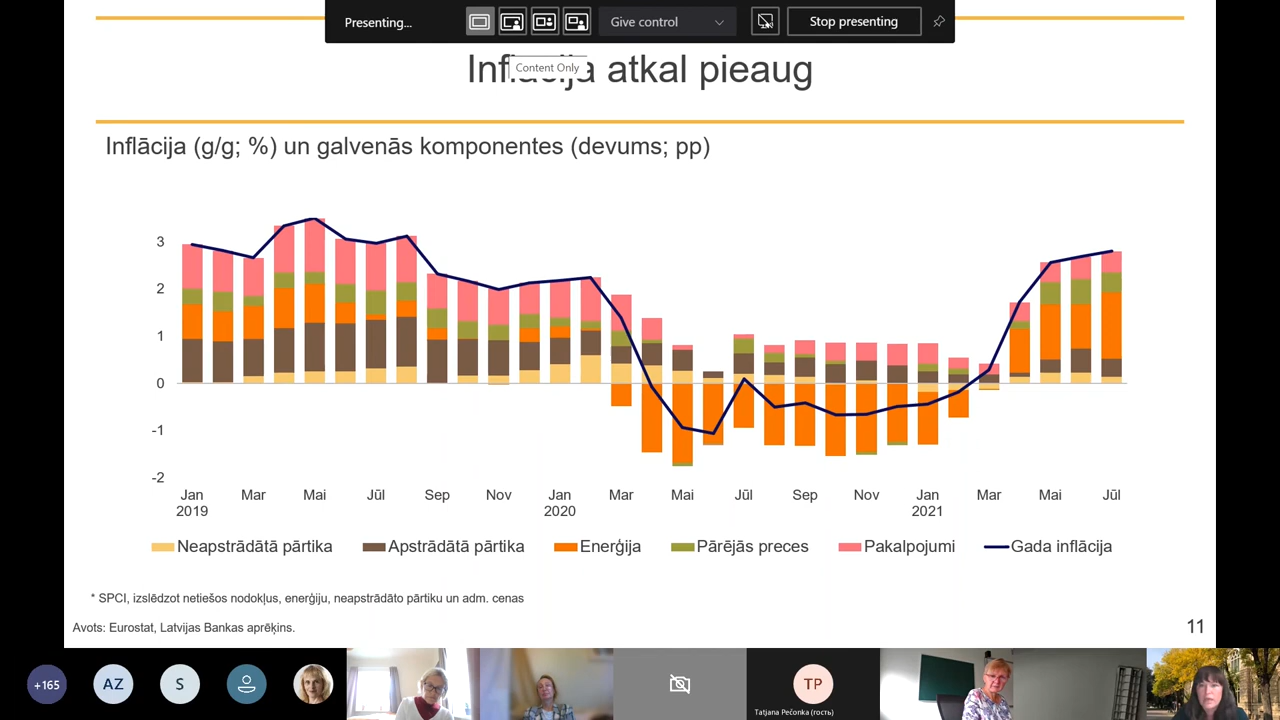 Presenting...
Give control
Stop presenting
Content Only
Inflācija atkal pieaug
Inflācija (g/g; %) un galvenās komponentes (devums; pp)
3
2
1
0
-1
-2
Jan Mar Mai Jūl Sep Nov Jan Mar Mai Jūl Sep Nov Jan Mar Mai Jūl
2019 2020 2021
Neapstrādātā pārtika Apstrādātā pārtika Enerģija Pārējās preces Pakalpojumi Gada inflācija
* SPCI, izslēdzot netiešos nodokļus, enerģiju, neapstrādāto pārtiku un adm. cenas
Avots: Eurostat, Latvijas Bankas aprēķins.
11
+165 AZ S TP
Tatjana Pečonka (гость)